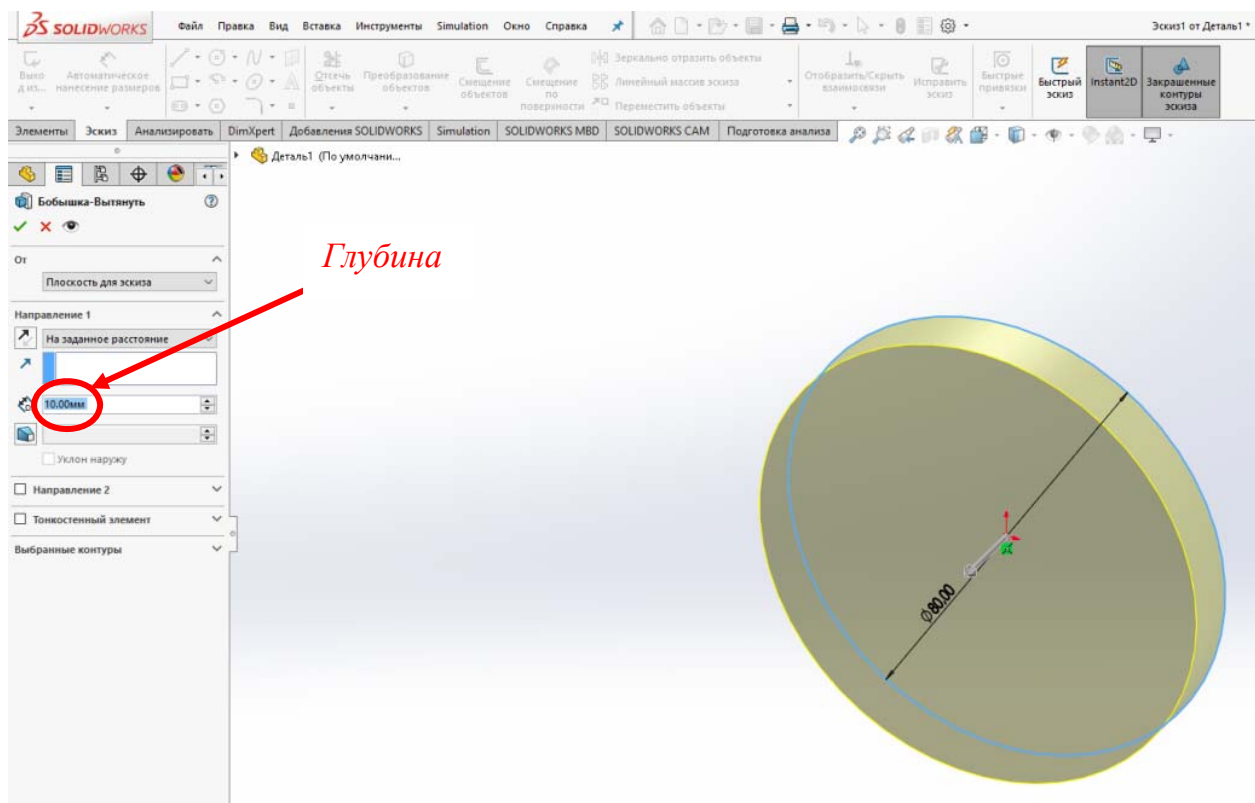 SOLIDWORKS Файл Правка Вид Вставка Инструменты Simulation Окно Справка Эскиз1 от Деталь1 *
Выхо
д из...
Автоматическое
нанесение размеров
Отсечь
объекты
Преобразование
объектов
Смещение
объектов
Смещение
по
поверхности
Зеркально отразить объекты
Линейный массив эскиза
Переместить объекты
Отобразить/Скрыть
взаимосвязи
Исправить
эскиз
Быстрые
привязки
Быстрый
эскиз
Instant2D
Закрашенные
контуры
эскиза
Элементы Эскиз Анализировать DimXpert Добавления SOLIDWORKS Simulation SOLIDWORKS MBD SOLIDWORKS CAM Подготовка анализа
Деталь1 (По умолчани...
Бобышка-Вытянуть
От
Плоскость для эскиза
Направление 1
На заданное расстояние
10.00мм
Уклон наружу
Направление 2
Тонкостенный элемент
Выбранные контуры
Глубина
Ø80,00